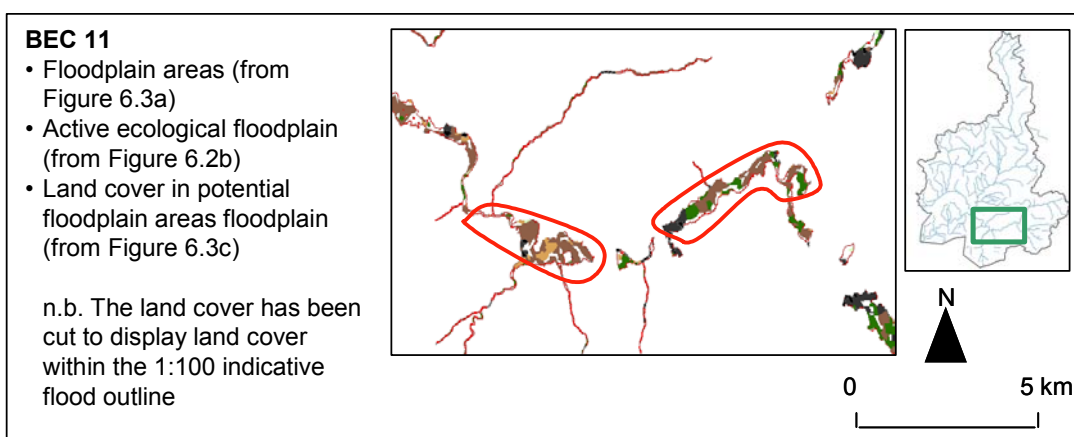 BEC 11
• Floodplain areas (from
Figure 6.3a)
• Active ecological floodplain
(from Figure 6.2b)
• Land cover in potential
floodplain areas floodplain
(from Figure 6.3c)
n.b. The land cover has been
cut to display land cover
within the 1:100 indicative
flood outline
N
0 5 km